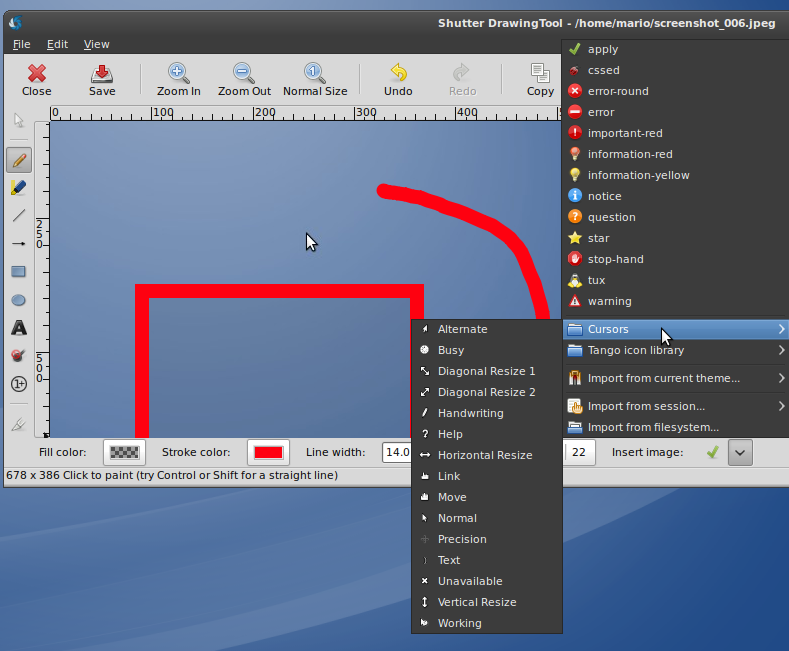 Shutter DrawingTool - /home/mario/screenshot_006.jpeg
File Edit View
Close Save Zoom In Zoom Out Normal Size Undo Redo Copy
0 100 200 300 400 5
250
500
apply
cssed
error-round
error
important-red
information-red
information-yellow
notice
question
star
stop-hand
tux
warning
Cursors
Tango icon library
Import from current theme...
Import from session...
Import from filesystem...
Alternate
Busy
Diagonal Resize 1
Diagonal Resize 2
Handwriting
Help
Horizontal Resize
Link
Move
Normal
Precision
Text
Unavailable
Vertical Resize
Working
Fill color: Stroke color: Line width: 14.0 22 Insert image:
678 x 386 Click to paint (try Control or Shift for a straight line)